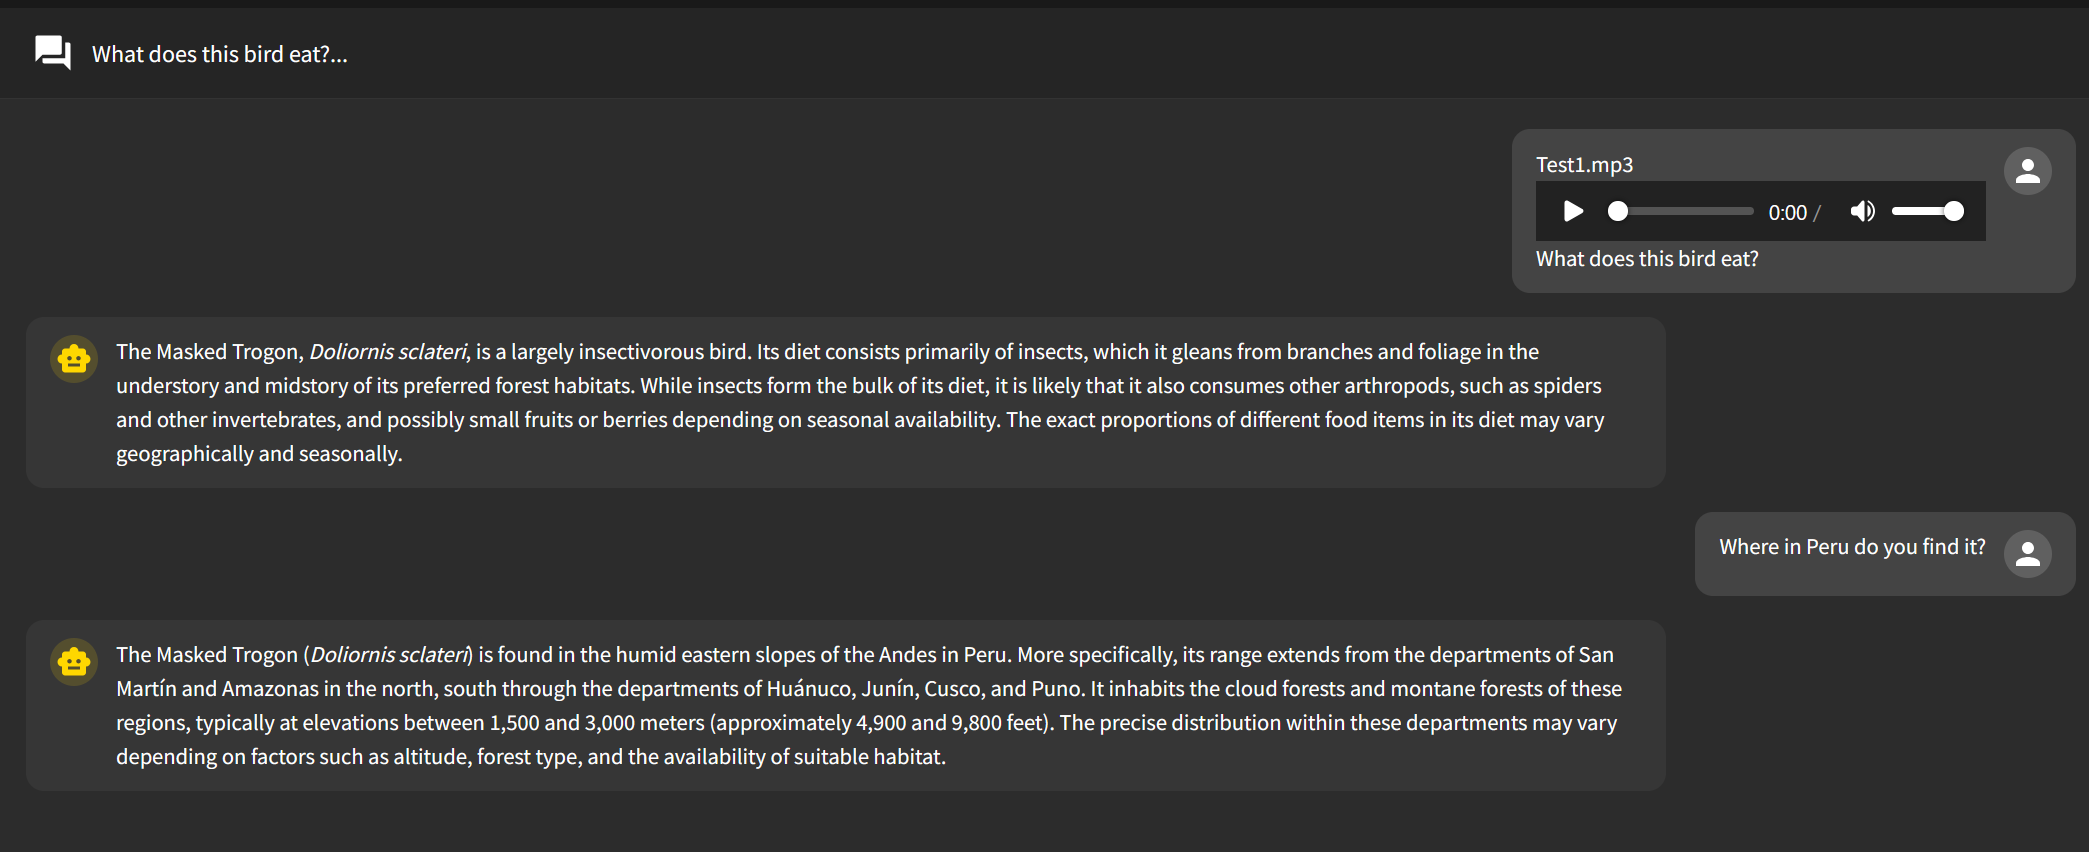 What does this bird eat?...
Test1.mp3
0:00 /
What does this bird eat?
The Masked Trogon, Doliornis sclateri, is a largely insectivorous bird. Its diet consists primarily of insects, which it gleans from branches and foliage in the
understory and midstory of its preferred forest habitats. While insects form the bulk of its diet, it is likely that it also consumes other arthropods, such as spiders
and other invertebrates, and possibly small fruits or berries depending on seasonal availability. The exact proportions of different food items in its diet may vary
geographically and seasonally.
Where in Peru do you find it?
The Masked Trogon (Doliornis sclateri) is found in the humid eastern slopes of the Andes in Peru. More specifically, its range extends from the departments of San
Martín and Amazonas in the north, south through the departments of Huánuco, Junín, Cusco, and Puno. It inhabits the cloud forests and montane forests of these
regions, typically at elevations between 1,500 and 3,000 meters (approximately 4,900 and 9,800 feet). The precise distribution within these departments may vary
depending on factors such as altitude, forest type, and the availability of suitable habitat.